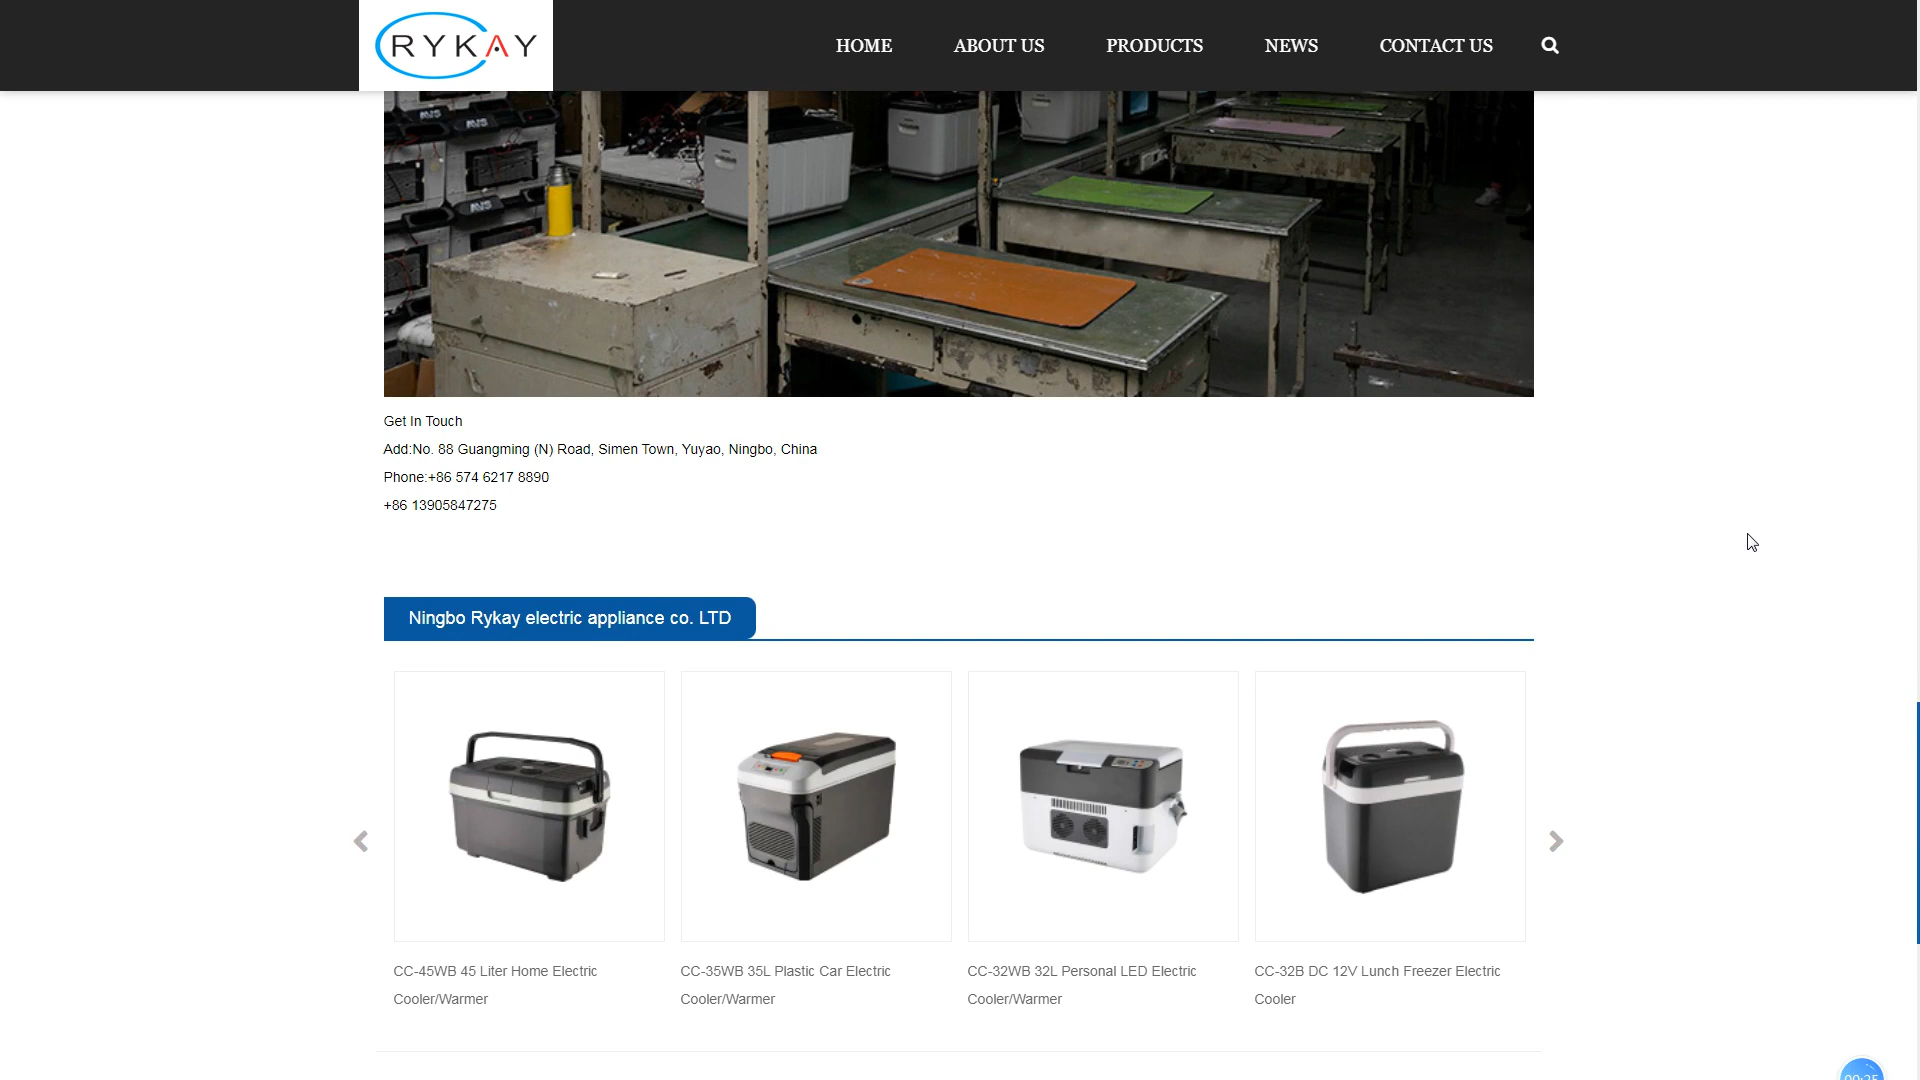 RYKAY
HOME
ABOUT US
PRODUCTS
NEWS
CONTACT US
Get In Touch
Add:No. 88 Guangming (N) Road, Simen Town, Yuyao, Ningbo, China
Phone:+86 574 6217 8890
+86 13905847275
Ningbo Rykay electric appliance co. LTD
CC-45WB 45 Liter Home Electric
Cooler/Warmer
CC-35WB 35L Plastic Car Electric
Cooler/Warmer
CC-32WB 32L Personal LED Electric
Cooler/Warmer
CC-32B DC 12V Lunch Freezer Electric
Cooler